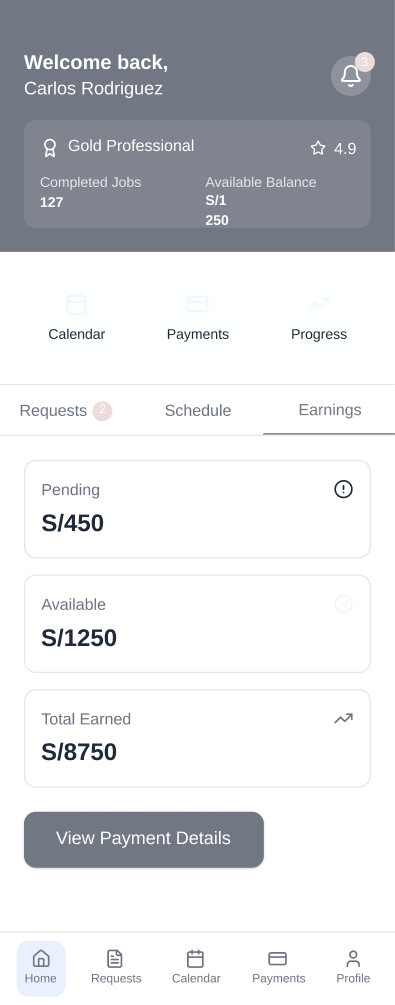 Welcome back,
Carlos Rodriguez
3
Gold Professional
4.9
Completed Jobs
127
Available Balance
S/1
250
Calendar
Payments
Progress
Requests 2
Schedule
Earnings
Pending
S/450
Available
S/1250
Total Earned
S/8750
View Payment Details
Home
Requests
Calendar
Payments
Profile